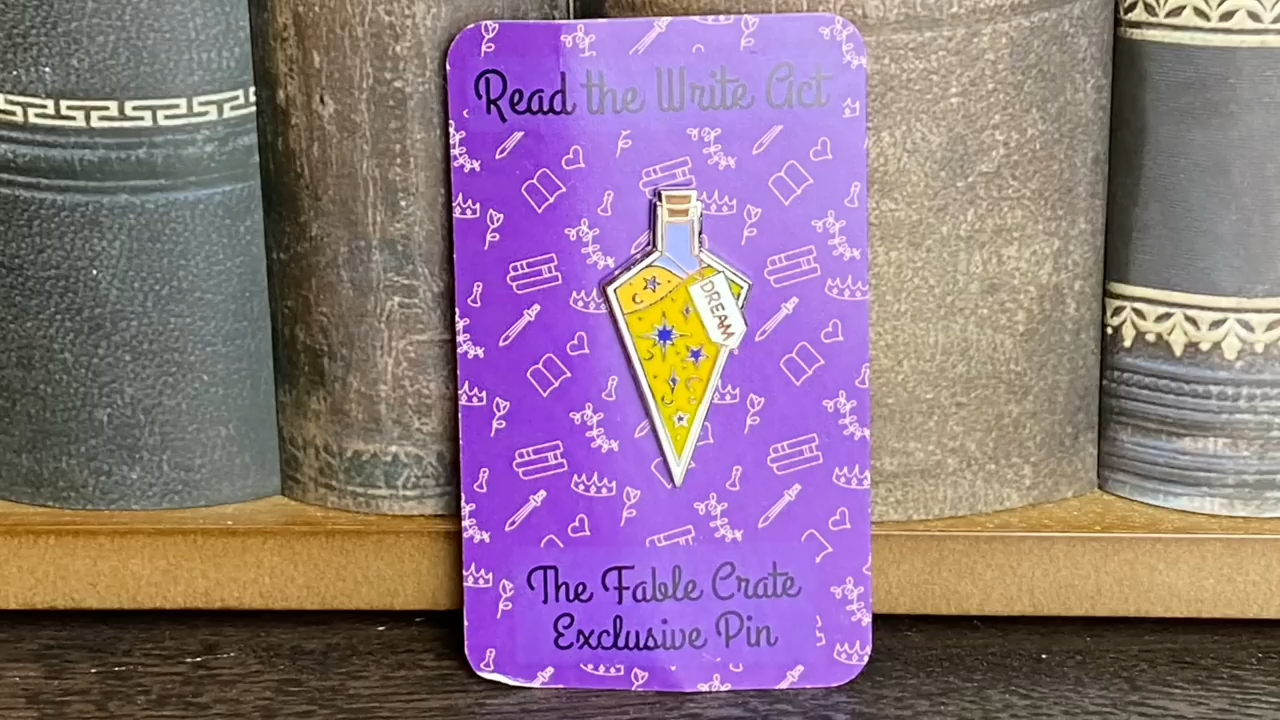 Read the Write Act
DREAM
The Fable Crate
Exclusive Pin